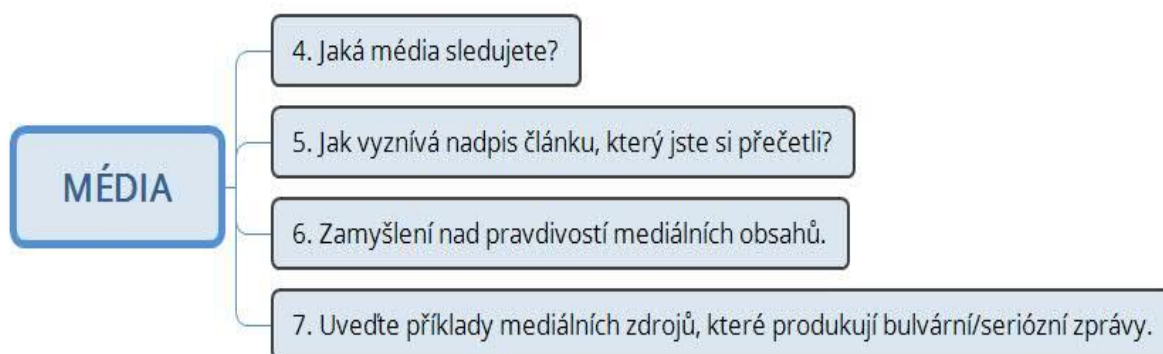 4. Jaká média sledujete?
5. Jak vyznívá nadpis článku, který jste si přečetli?
MÉDIA
6. Zamyšlení nad pravdivostí mediálních obsahů.
7. Uveďte příklady mediálních zdrojů, které produkují bulvární/seriózní zprávy.